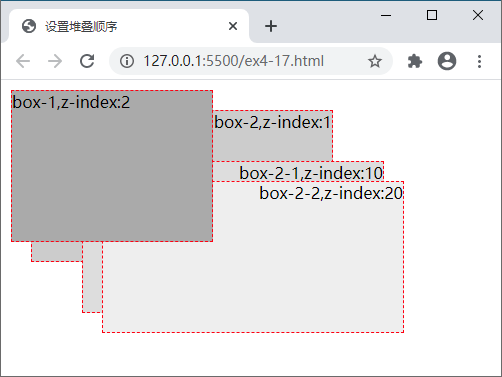 设置堆叠顺序
127.0.0.1:5500/ex4-17.html
box-1,z-index:2
box-2,z-index:1
box-2-1,z-index:10
box-2-2,z-index:20